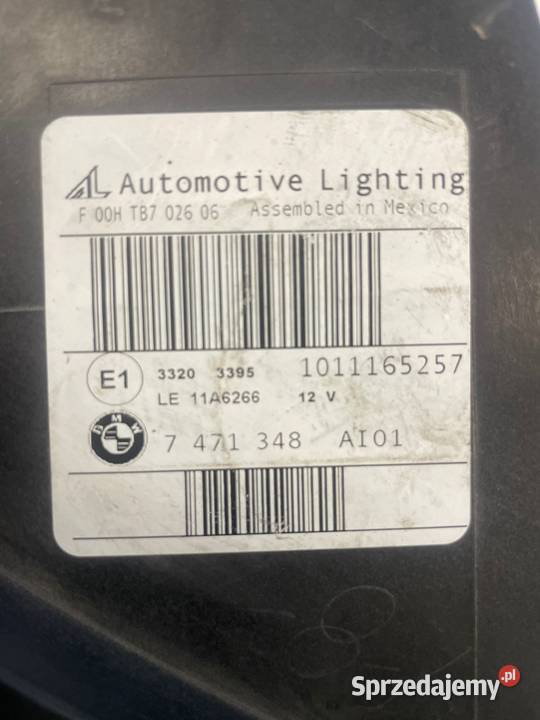 AL Automotive Lighting
F 00H TB7 026 06 Assembled in Mexico
E1 3320 3395 1011165257
LE 11A6266 12 V
BMW 7 471 348 AI01
Sprzedajemy.pl